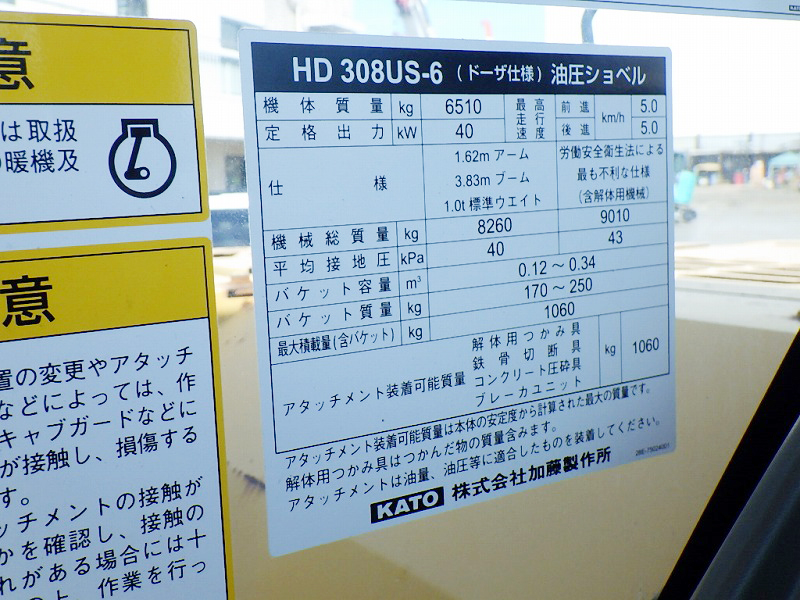 意
は取扱
の暖機及
意
置の変更やアタッチ
などによっては、作
キャブガードなどに
が接触し、損傷する
す。
ッチメントの接触が
かを確認し、接触の
れがある場合には十
の上、作業を行っ
HD 308US-6 (ドーザ仕様) 油圧ショベル
機体質量 kg 6510 最高走行速度 前進 km/h 5.0
定格出力 kW 40 後進 5.0
仕様 1.62m アーム 労働安全衛生法による
3.83m ブーム 最も不利な仕様
1.0t 標準ウエイト (含解体用機械)
機械総質量 kg 8260 9010
平均接地圧 kPa 40 43
バケット容量 m³ 0.12~0.34
バケット質量 kg 170~250
最大積載量(含バケット) kg 1060
アタッチメント装着可能質量 解体用つかみ具 kg 1060
鉄骨切断具
コンクリート圧砕具
ブレーカユニット
アタッチメント装着可能質量は本体の安定度から計算された最大の質量です。
解体用つかみ具はつかんだ物の質量含みます。
アタッチメントは油量、油圧等に適合したものを装着してください。
KATO 株式会社加藤製作所